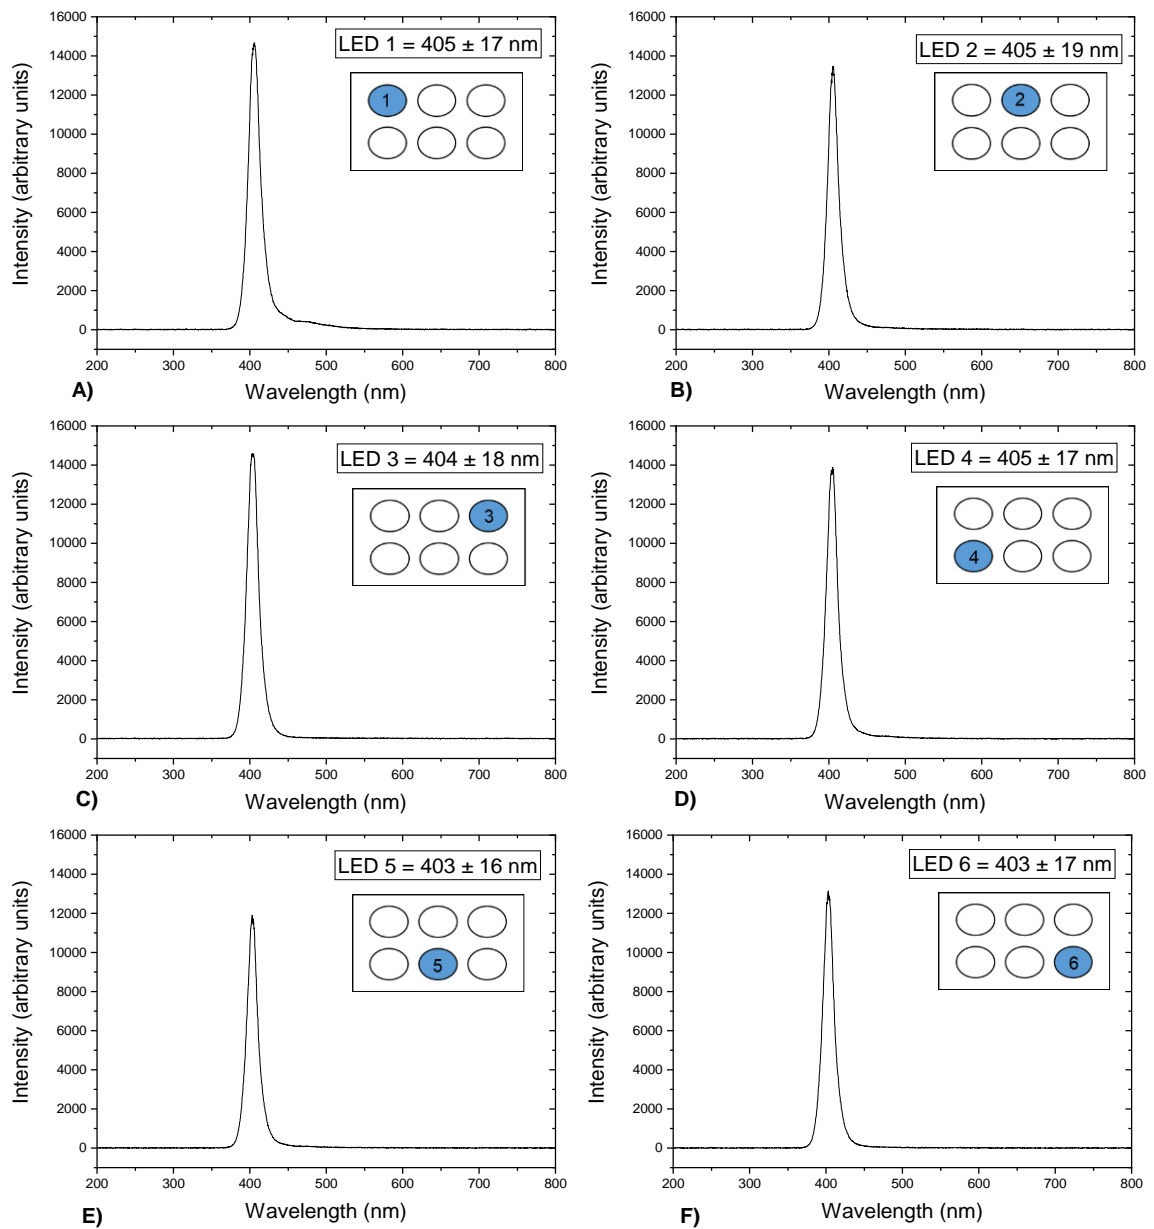 16000
14000
12000
10000
8000
6000
4000
2000
0
200 300 400 500 600 700 800
Intensity (arbitrary units)
Wavelength (nm)
LED 1 = 405 ± 17 nm
1
A)
16000
14000
12000
10000
8000
6000
4000
2000
0
200 300 400 500 600 700 800
Intensity (arbitrary units)
Wavelength (nm)
LED 2 = 405 ± 19 nm
2
B)
16000
14000
12000
10000
8000
6000
4000
2000
0
200 300 400 500 600 700 800
Intensity (arbitrary units)
Wavelength (nm)
LED 3 = 404 ± 18 nm
3
C)
16000
14000
12000
10000
8000
6000
4000
2000
0
200 300 400 500 600 700 800
Intensity (arbitrary units)
Wavelength (nm)
LED 4 = 405 ± 17 nm
4
D)
16000
14000
12000
10000
8000
6000
4000
2000
0
200 300 400 500 600 700 800
Intensity (arbitrary units)
Wavelength (nm)
LED 5 = 403 ± 16 nm
5
E)
16000
14000
12000
10000
8000
6000
4000
2000
0
200 300 400 500 600 700 800
Intensity (arbitrary units)
Wavelength (nm)
LED 6 = 403 ± 17 nm
6
F)